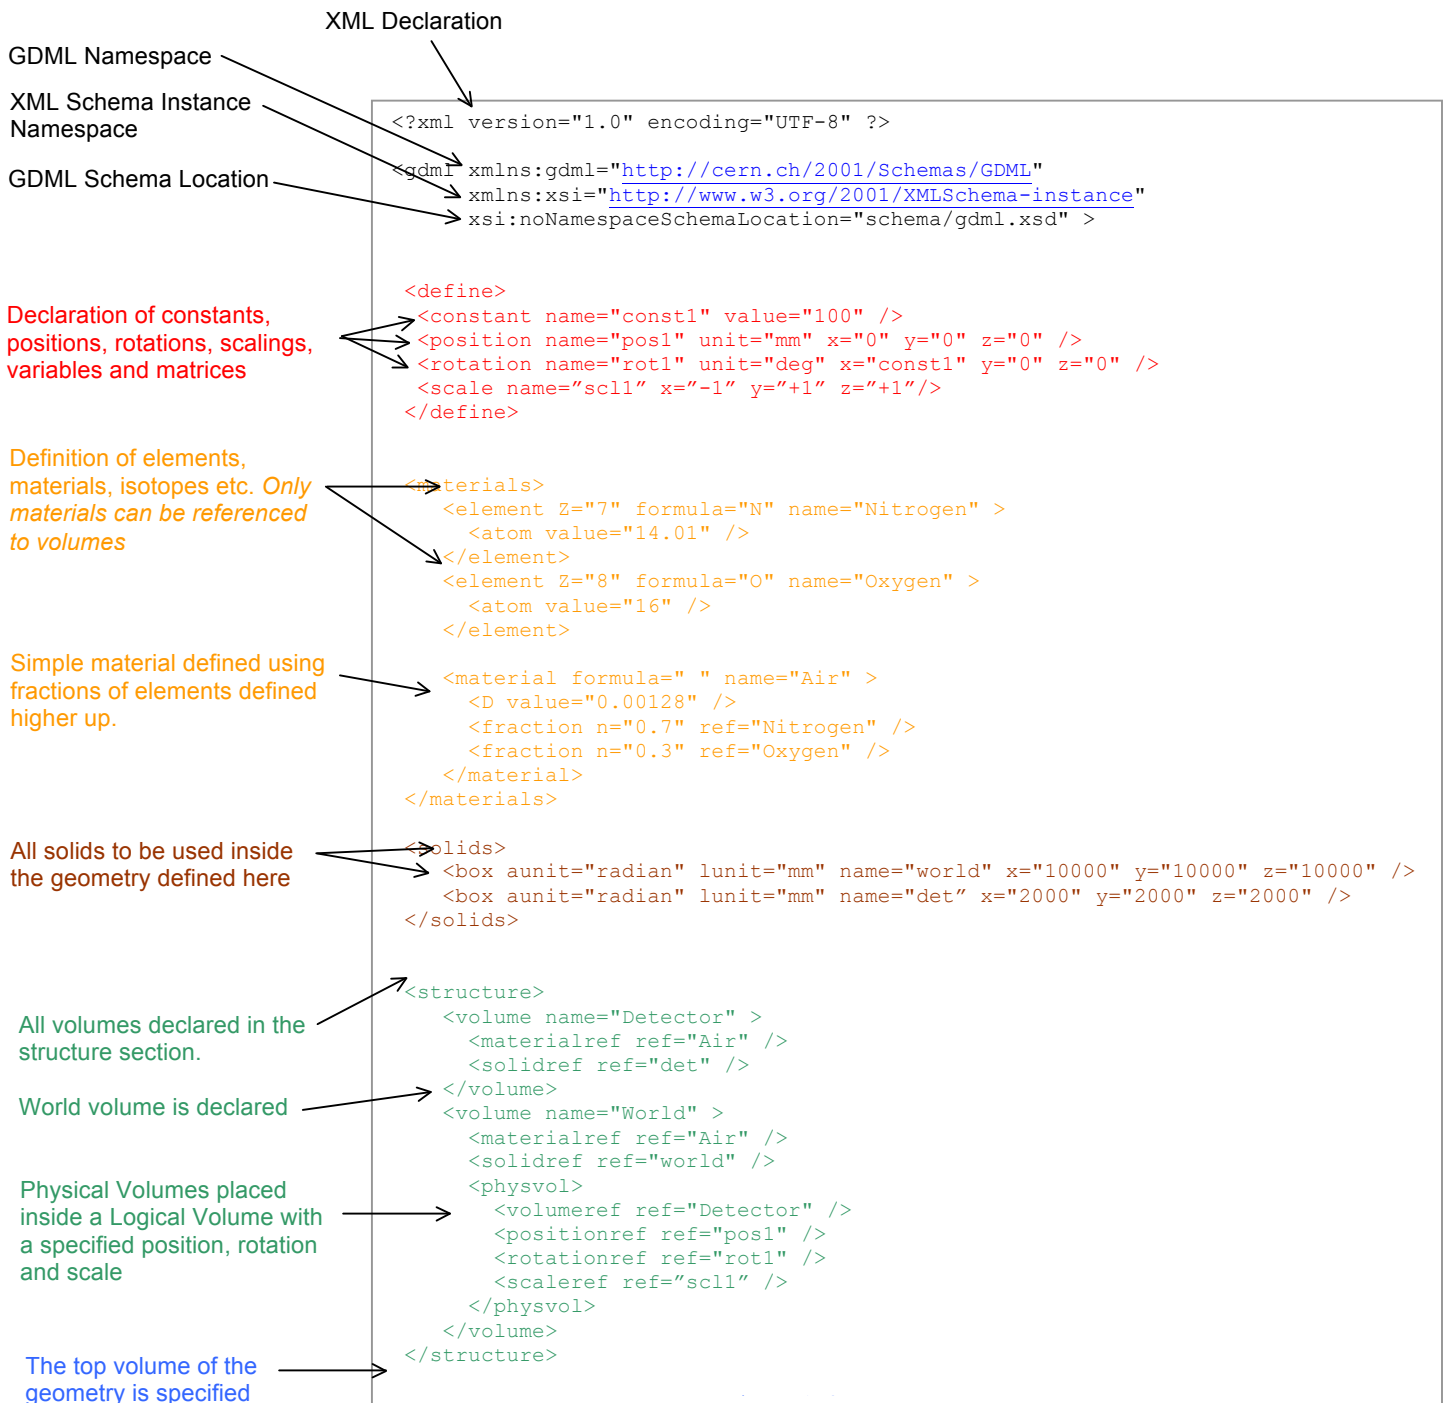 XML Declaration
GDML Namespace
XML Schema Instance
Namespace
GDML Schema Location
<?xml version="1.0" encoding="UTF-8" ?>
<gdml xmlns:gdml="http://cern.ch/2001/Schemas/GDML"
xmlns:xsi="http://www.w3.org/2001/XMLSchema-instance"
xsi:noNamespaceSchemaLocation="schema/gdml.xsd" >
Declaration of constants,
positions, rotations, scalings,
variables and matrices
<define>
<constant name="const1" value="100" />
<position name="pos1" unit="mm" x="0" y="0" z="0" />
<rotation name="rot1" unit="deg" x="const1" y="0" z="0" />
<scale name=”scl1” x=”-1” y=”+1” z=”+1”/>
</define>
Definition of elements,
materials, isotopes etc. Only
materials can be referenced
to volumes
<materials>
<element Z="7" formula="N" name="Nitrogen" >
<atom value="14.01" />
</element>
<element Z="8" formula="O" name="Oxygen" >
<atom value="16" />
</element>
Simple material defined using
fractions of elements defined
higher up.
<material formula=" " name="Air" >
<D value="0.00128" />
<fraction n="0.7" ref="Nitrogen" />
<fraction n="0.3" ref="Oxygen" />
</material>
</materials>
All solids to be used inside
the geometry defined here
<solids>
<box aunit="radian" lunit="mm" name="world" x="10000" y="10000" z="10000" />
<box aunit="radian" lunit="mm" name="det” x="2000" y="2000" z="2000" />
</solids>
All volumes declared in the
structure section.
<structure>
<volume name="Detector" >
<materialref ref="Air" />
<solidref ref="det" />
</volume>
World volume is declared
<volume name="World" >
<materialref ref="Air" />
<solidref ref="world" />
Physical Volumes placed
inside a Logical Volume with
a specified position, rotation
and scale
<physvol>
<volumeref ref="Detector" />
<positionref ref="pos1" />
<rotationref ref="rot1" />
<scaleref ref=”scl1” />
</physvol>
</volume>
</structure>
The top volume of the
geometry is specified